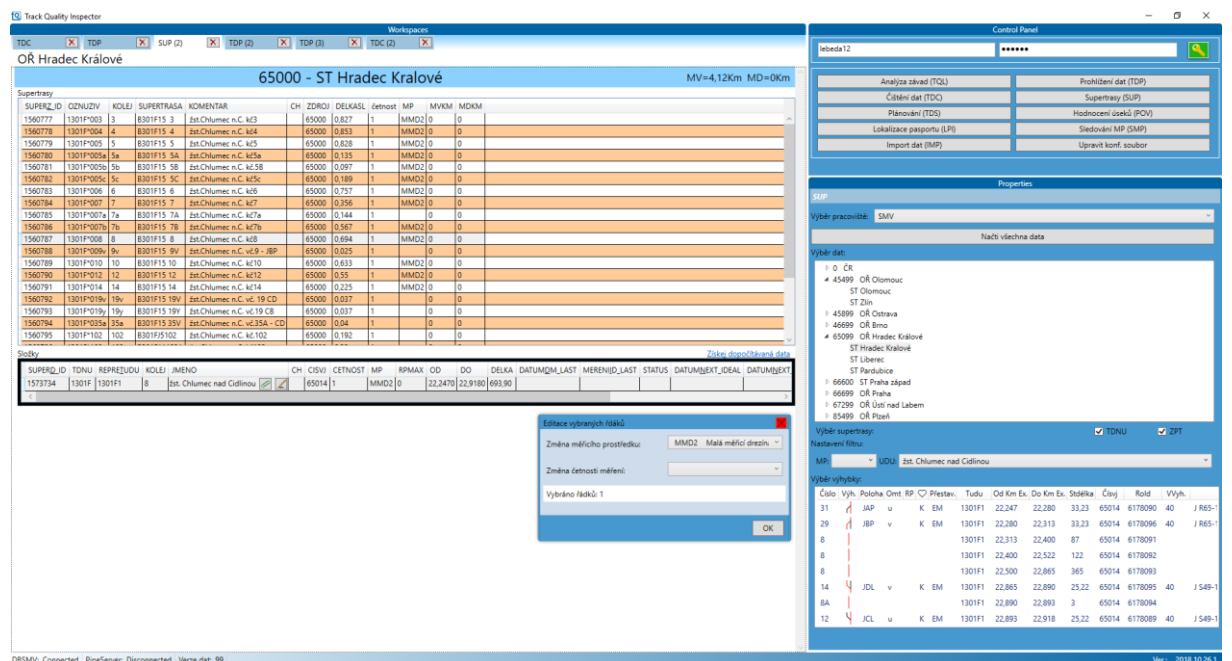 Track Quality Inspector
Workspaces
TDC TDP SUP (2) TDP (2) TDP (3) TDC (2)
OŘ Hradec Králové
65000 - ST Hradec Kralové MV=4,12Km MD=0Km
Supertrasy
SUPERZ_ID OZNUZIV KOLEJ SUPERTRASA KOMENTAR CH ZDROJ DELKASL četnost MP MVKM MDKM
1560777 1301F*003 3 B301F15 3 žst.Chlumec n.C. kč3 65000 0,827 1 MMD2 0 0
1560778 1301F*004 4 B301F15 4 žst.Chlumec n.C. kč4 65000 0,853 1 MMD2 0 0
1560779 1301F*005 5 B301F15 5 žst.Chlumec n.C. kč5 65000 0,828 1 MMD2 0 0
1560780 1301F*005a 5a B301F15 5A žst.Chlumec n.C. kč5a 65000 0,135 1 MMD2 0 0
1560781 1301F*005b 5b B301F15 5B žst.Chlumec n.C. kč.5B 65000 0,097 1 MMD2 0 0
1560782 1301F*005c 5c B301F15 5C žst.Chlumec n.C. kč5c 65000 0,189 1 MMD2 0 0
1560783 1301F*006 6 B301F15 6 žst.Chlumec n.C. kč6 65000 0,757 1 MMD2 0 0
1560784 1301F*007 7 B301F15 7 žst.Chlumec n.C. kč7 65000 0,356 1 MMD2 0 0
1560785 1301F*007a 7a B301F15 7A žst.Chlumec n.C. kč7a 65000 0,144 1 0 0
1560786 1301F*007b 7b B301F15 7B žst.Chlumec n.C. kč7b 65000 0,567 1 MMD2 0 0
1560787 1301F*008 8 B301F15 8 žst.Chlumec n.C. kč8 65000 0,694 1 MMD2 0 0
1560788 1301F*009v 9v B301F15 9V žst.Chlumec n.C. vč.9 - JBP 65000 0,025 1 0 0
1560789 1301F*010 10 B301F15 10 žst.Chlumec n.C. kč10 65000 0,633 1 MMD2 0 0
1560790 1301F*012 12 B301F15 12 žst.Chlumec n.C. kč12 65000 0,55 1 MMD2 0 0
1560791 1301F*014 14 B301F15 14 žst.Chlumec n.C. kč14 65000 0,225 1 MMD2 0 0
1560792 1301F*019v 19v B301F15 19V žst.Chlumec n.C. vč. 19 CD 65000 0,037 1 0 0
1560793 1301F*019y 19y B301F15 19Y žst.Chlumec n.C. vč.19 C8 65000 0,037 1 0 0
1560794 1301F*035a 35a B301F15 35V žst.Chlumec n.C. vč.35A - CD 65000 0,04 1 0 0
1560795 1301F*102 102 B301FJ5102 žst.Chlumec n.C. kč.102 65000 0,192 1 0 0
Složky Získej dopočítávaná data
SUPERD_ID TDNU REPRETUDU KOLEJ JMENO CH CISVJ CETNOST MP RPMAX OD DO DELKA DATUMDM_LAST MERENIJD_LAST STATUS DATUMNEXT_IDEAL DATUMNEXT_
1573734 1301F 1301F1 8 žst. Chlumec nad Cidlinou 65014 1 MMD2 0 22,2470 22,9180 693,90
Editace vybraných řdáků
Změna měřicího prostředku: MMD2 Malá měřicí drezínu
Změna četnosti měření:
Vybráno řádků: 1
OK
Control Panel
lebeda12 ●●●●●●
Analýza závad (TQL) Prohlížení dat (TDP)
Čištění dat (TDC) Supertrasy (SUP)
Plánování (TDS) Hodnocení úseků (POV)
Lokalizace pasportu (LPI) Sledování MP (SMP)
Import dat (IMP) Upravit konf. soubor
Properties
SUP
Výběr pracoviště: SMV
Načti všechna data
Výběr dat:
0 ČR
45499 OŘ Olomouc
ST Olomouc
ST Zlín
45899 OŘ Ostrava
46699 OŘ Brno
65099 OŘ Hradec Králové
ST Hradec Kralové
ST Liberec
ST Pardubice
66600 ST Praha západ
66699 OŘ Praha
67299 OŘ Ústí nad Labem
85499 OŘ Plzeň
Výběr supertrasy: TDNU ZPT
Nastavení filtru:
MP: UDU: žst. Chlumec nad Cidlinou
Výběr výhybky:
Číslo Výh. Poloha Omt RP Přestav. Tudu Od Km Ex. Do Km Ex. Stdélka Čísvj Rold VVyh.
31 JAP u K EM 1301F1 22,247 22,280 33,23 65014 6178090 40 J R65-1
29 JBP v K EM 1301F1 22,280 22,313 33,23 65014 6178096 40 J R65-1
8 1301F1 22,313 22,400 87 65014 6178091
8 1301F1 22,400 22,522 122 65014 6178092
8 1301F1 22,500 22,865 365 65014 6178093
14 JDL v K EM 1301F1 22,865 22,890 25,22 65014 6178095 40 J S49-1
8A 1301F1 22,890 22,893 3 65014 6178094
12 JCL u K EM 1301F1 22,893 22,918 25,22 65014 6178089 40 J S49-1
DBSMV: Connected PipeServer: Disconnected Verze dat: 99 Ver.: 2018.10.26.1